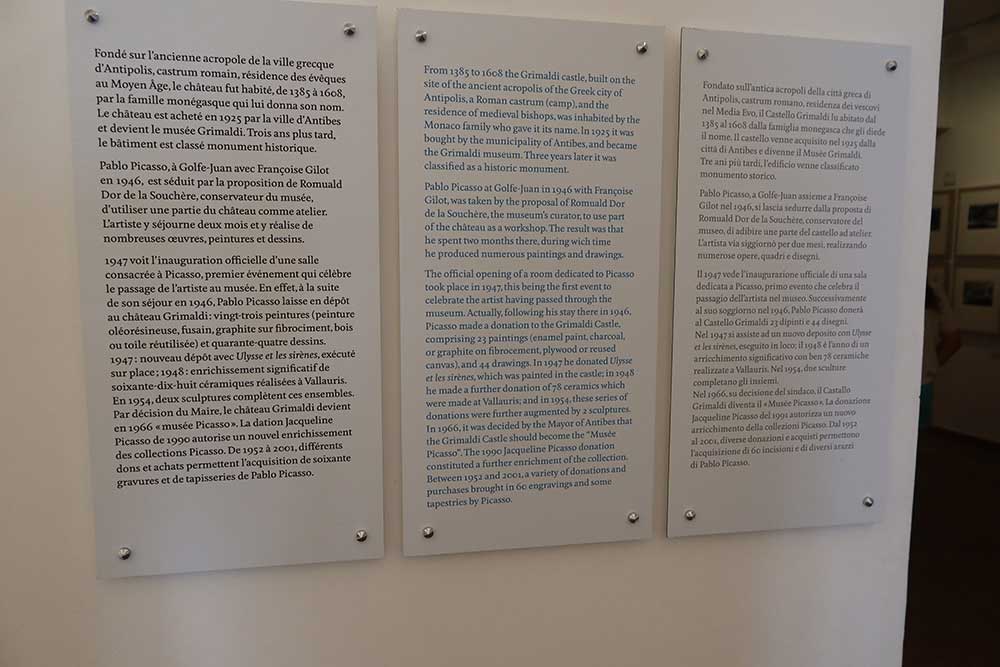 Fondé sur l'ancienne acropole de la ville grecque
d'Antipolis, castrum romain, résidence des évêques
au Moyen Âge, le château fut habité, de 1385 à 1608,
par la famille monégasque qui lui donna son nom.
Le château est acheté en 1925 par la ville d'Antibes
et devient le musée Grimaldi. Trois ans plus tard,
le bâtiment est classé monument historique.
Pablo Picasso, à Golfe-Juan avec Françoise Gilot
en 1946, est séduit par la proposition de Romuald
Dor de la Souchère, conservateur du musée,
d'utiliser une partie du château comme atelier.
L'artiste y séjourne deux mois et y réalise de
nombreuses œuvres, peintures et dessins.
1947 voit l'inauguration officielle d'une salle
consacrée à Picasso, premier événement qui célèbre
le passage de l'artiste au musée. En effet, à la suite
de son séjour en 1946, Pablo Picasso laisse en dépôt
au château Grimaldi : vingt-trois peintures (peinture
oléorésineuse, fusain, graphite sur fibrociment, bois
ou toile réutilisée) et quarante-quatre dessins.
1947 : nouveau dépôt avec Ulysse et les sirènes, exécuté
sur place ; 1948 : enrichissement significatif de
soixante-dix-huit céramiques réalisées à Vallauris.
En 1954, deux sculptures complètent ces ensembles.
Par décision du Maire, le château Grimaldi devient
en 1966 « musée Picasso ». La dation Jacqueline
Picasso de 1990 autorise un nouvel enrichissement
des collections Picasso. De 1952 à 2001, différents
dons et achats permettent l'acquisition de soixante
gravures et de tapisseries de Pablo Picasso.
From 1385 to 1608 the Grimaldi castle, built on the
site of the ancient acropolis of the Greek city of
Antipolis, a Roman castrum (camp), and the
residence of medieval bishops, was inhabited by the
Monaco family who gave it its name. In 1925 it was
bought by the municipality of Antibes, and became
the Grimaldi museum. Three years later it was
classified as a historic monument.
Pablo Picasso at Golfe-Juan in 1946 with Françoise
Gilot, was taken by the proposal of Romuald Dor
de la Souchère, the museum's curator, to use part
of the château as a workshop. The result was that
he spent two months there, during wich time
he produced numerous paintings and drawings.
The official opening of a room dedicated to Picasso
took place in 1947, this being the first event to
celebrate the artist having passed through the
museum. Actually, following his stay there in 1946,
Picasso made a donation to the Grimaldi Castle,
comprising 23 paintings (enamel paint, charcoal,
or graphite on fibrocement, plywood or reused
canvas), and 44 drawings. In 1947 he donated Ulysse
et les sirènes, which was painted in the castle; in 1948
he made a further donation of 78 ceramics which
were made at Vallauris; and in 1954, these series of
donations were further augmented by 2 sculptures.
In 1966, it was decided by the Mayor of Antibes that
the Grimaldi Castle should become the "Musée
Picasso". The 1990 Jacqueline Picasso donation
constituted a further enrichment of the collection.
Between 1952 and 2001, a variety of donations and
purchases brought in 60 engravings and some
tapestries by Picasso.
Fondato sull'antica acropoli della città greca di
Antipolis, castrum romano, residenza dei vescovi
nel Media Evo, il Castello Grimaldi fu abitato dal
1385 al 1608 dalla famiglia monegasca che gli diede
il nome. Il castello venne acquisito nel 1925 dalla
città di Antibes e divenne il Musée Grimaldi.
Tre ani più tardi, l'edificio venne classificato
monumento storico.
Pablo Picasso, a Golfe-Juan assieme a Françoise
Gilot nel 1946, si lascia sedurre dalla proposta di
Romuald Dor de la Souchère, conservatore del
museo, di adibire une parte del castello ad atelier.
L'artista via siggiornò per due mesi, realizzando
numerose opere, quadri e disegni.
Il 1947 vede l'inaugurazione ufficiale di una sala
dedicata a Picasso, primo evento che celebra il
passagio dell'artista nel museo. Successivamente
al suo soggiorno nel 1946, Pablo Picasso donerà
al Castello Grimaldi 23 dipinti e 44 disegni.
Nel 1947 si assiste ad un nuovo deposito con Ulysse
et les sirènes, eseguito in loco; il 1948 è l'anno di un
arricchimento significativo con ben 78 ceramiche
realizzate a Vallauris. Nel 1954, due sculture
completano gli insiemi.
Nel 1966, su decisione del sindaco, il Castallo
Grimaldi diventa il « Musée Picasso ». La donazione
Jacqueline Picasso del 1991 autorizza un nuovo
arricchimento della collezioni Picasso. Dal 1952
al 2001, diverse donazioni e acquisti permettono
l'acquisizione di 60 incisioni e di diversi arazzi
di Pablo Picasso.